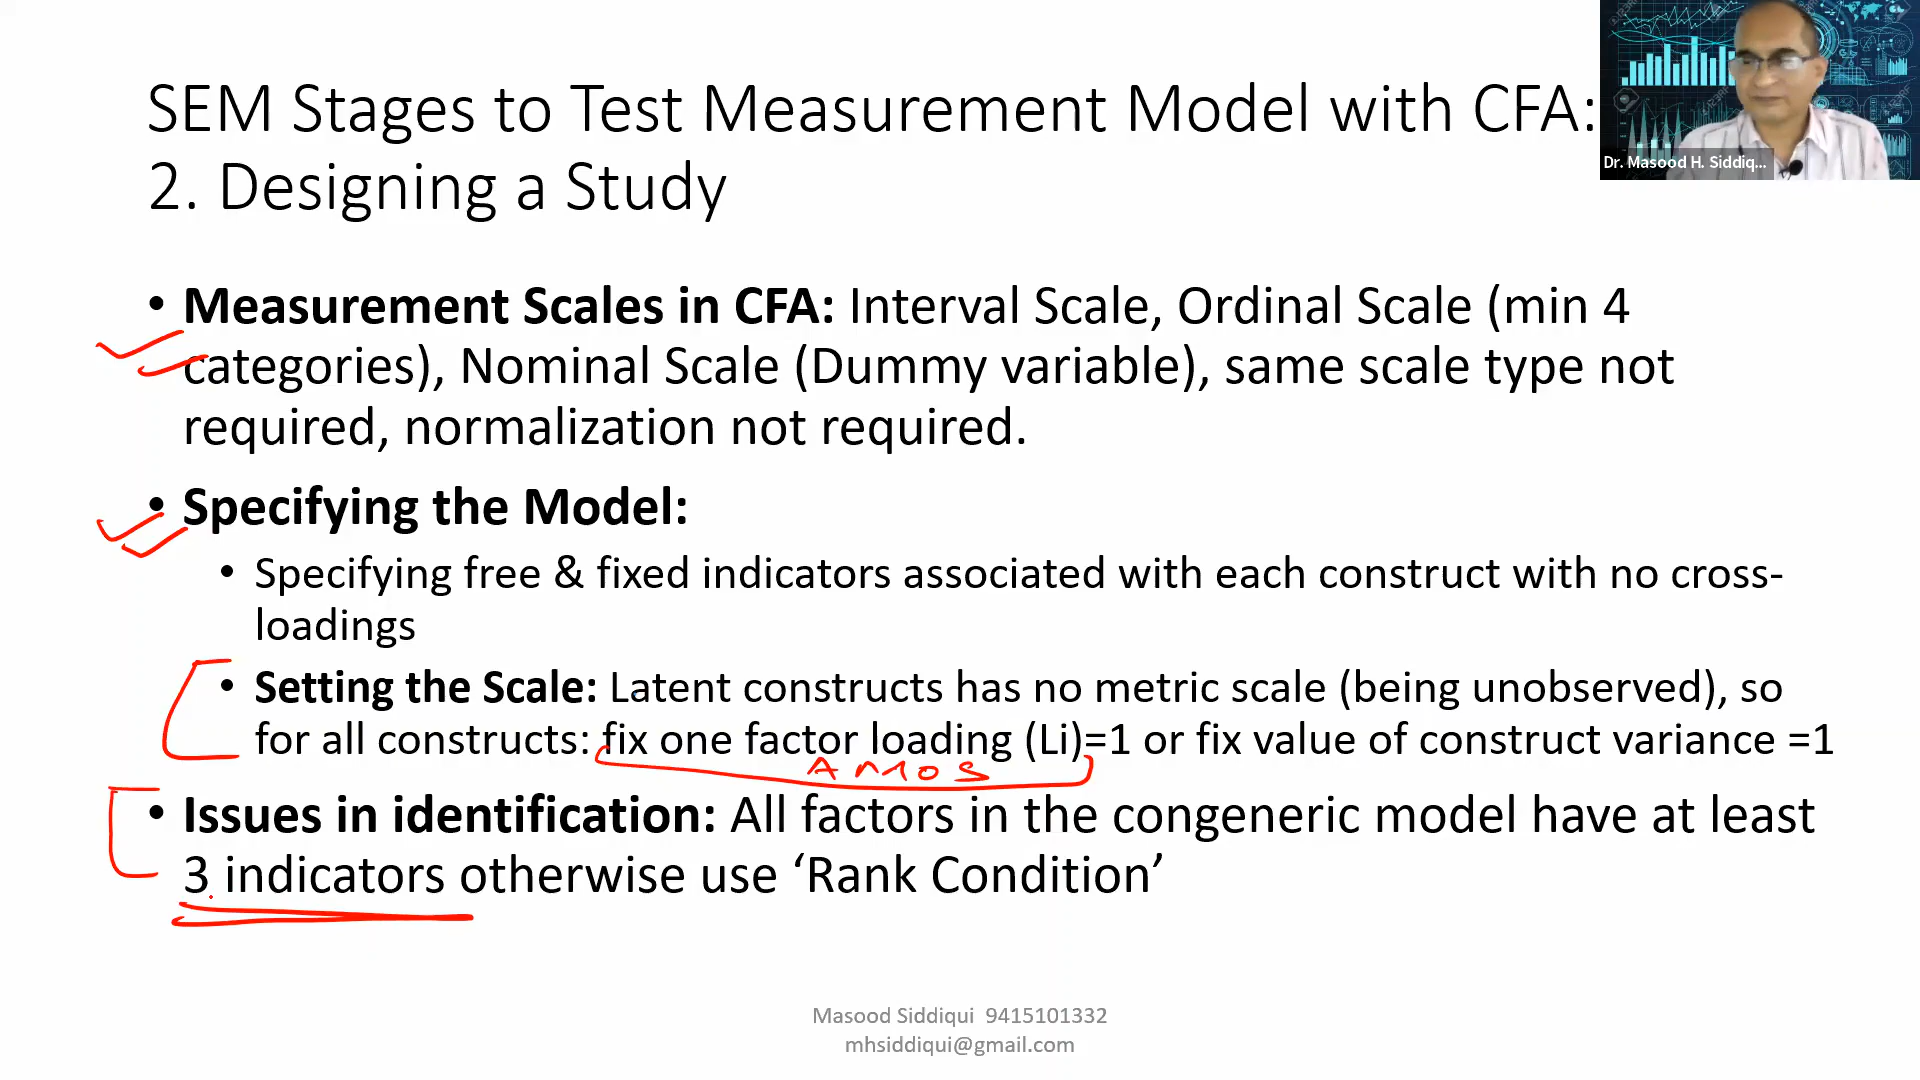 SEM Stages to Test Measurement Model with CFA:
2. Designing a Study
Dr. Masood H. Siddiq...
• Measurement Scales in CFA: Interval Scale, Ordinal Scale (min 4
categories), Nominal Scale (Dummy variable), same scale type not
required, normalization not required.
• Specifying the Model:
• Specifying free & fixed indicators associated with each construct with no cross-
loadings
• Setting the Scale: Latent constructs has no metric scale (being unobserved), so
for all constructs: fix one factor loading (Li)=1 or fix value of construct variance =1
AMOS
• Issues in identification: All factors in the congeneric model have at least
3 indicators otherwise use ‘Rank Condition’
Masood Siddiqui 9415101332
mhsiddiqui@gmail.com